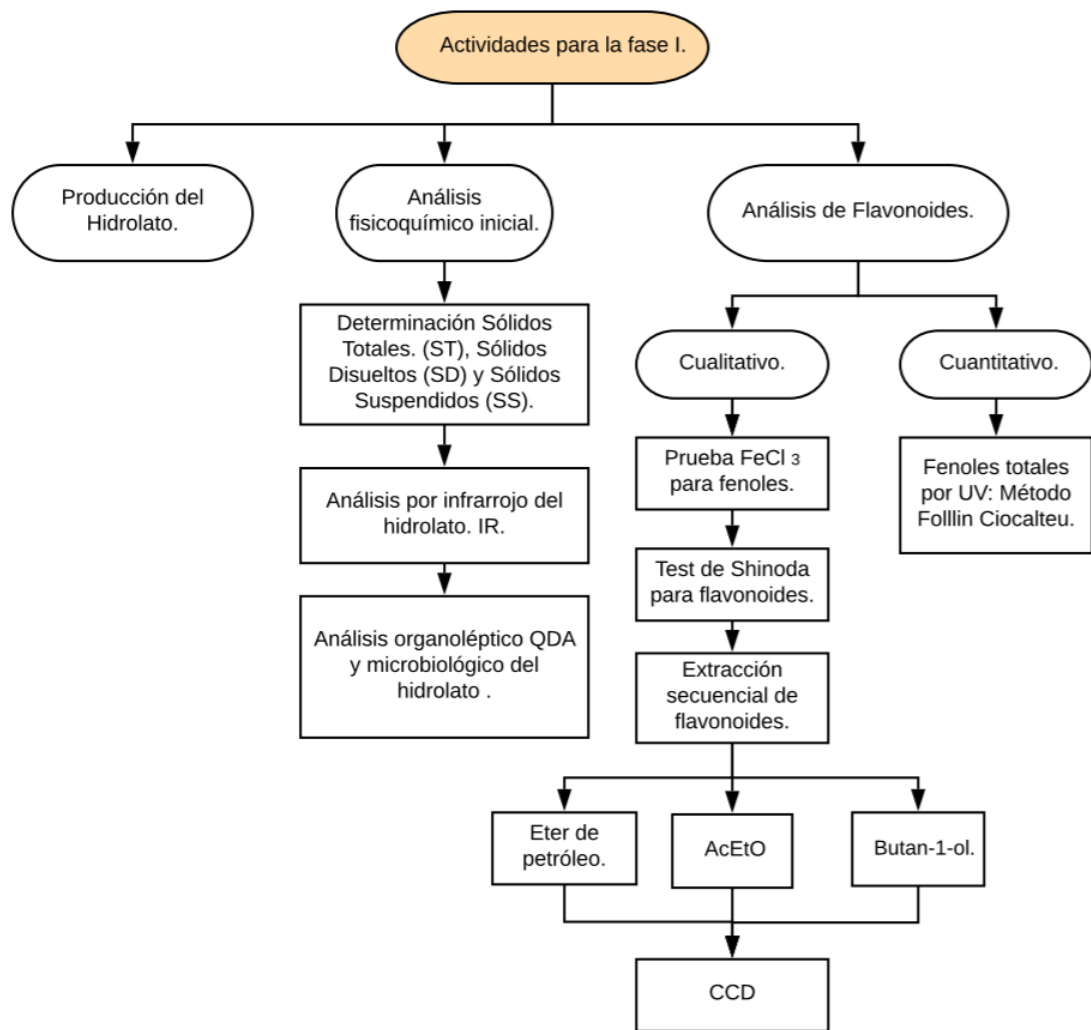 Actividades para la fase I.
Producción del
Hidrolato.
Análisis
fisicoquímico inicial.
Análisis de Flavonoides.
Determinación Sólidos
Totales. (ST), Sólidos
Disueltos (SD) y Sólidos
Suspendidos (SS).
Análisis por infrarrojo del
hidrolato. IR.
Análisis organoléptico QDA
y microbiológico del
hidrolato .
Cualitativo.
Prueba FeCl 3
para fenoles.
Test de Shinoda
para flavonoides.
Extracción
secuencial de
flavonoides.
Eter de
petróleo.
AcEtO
Butan-1-ol.
CCD
Cuantitativo.
Fenoles totales
por UV: Método
Folllin Ciocalteu.